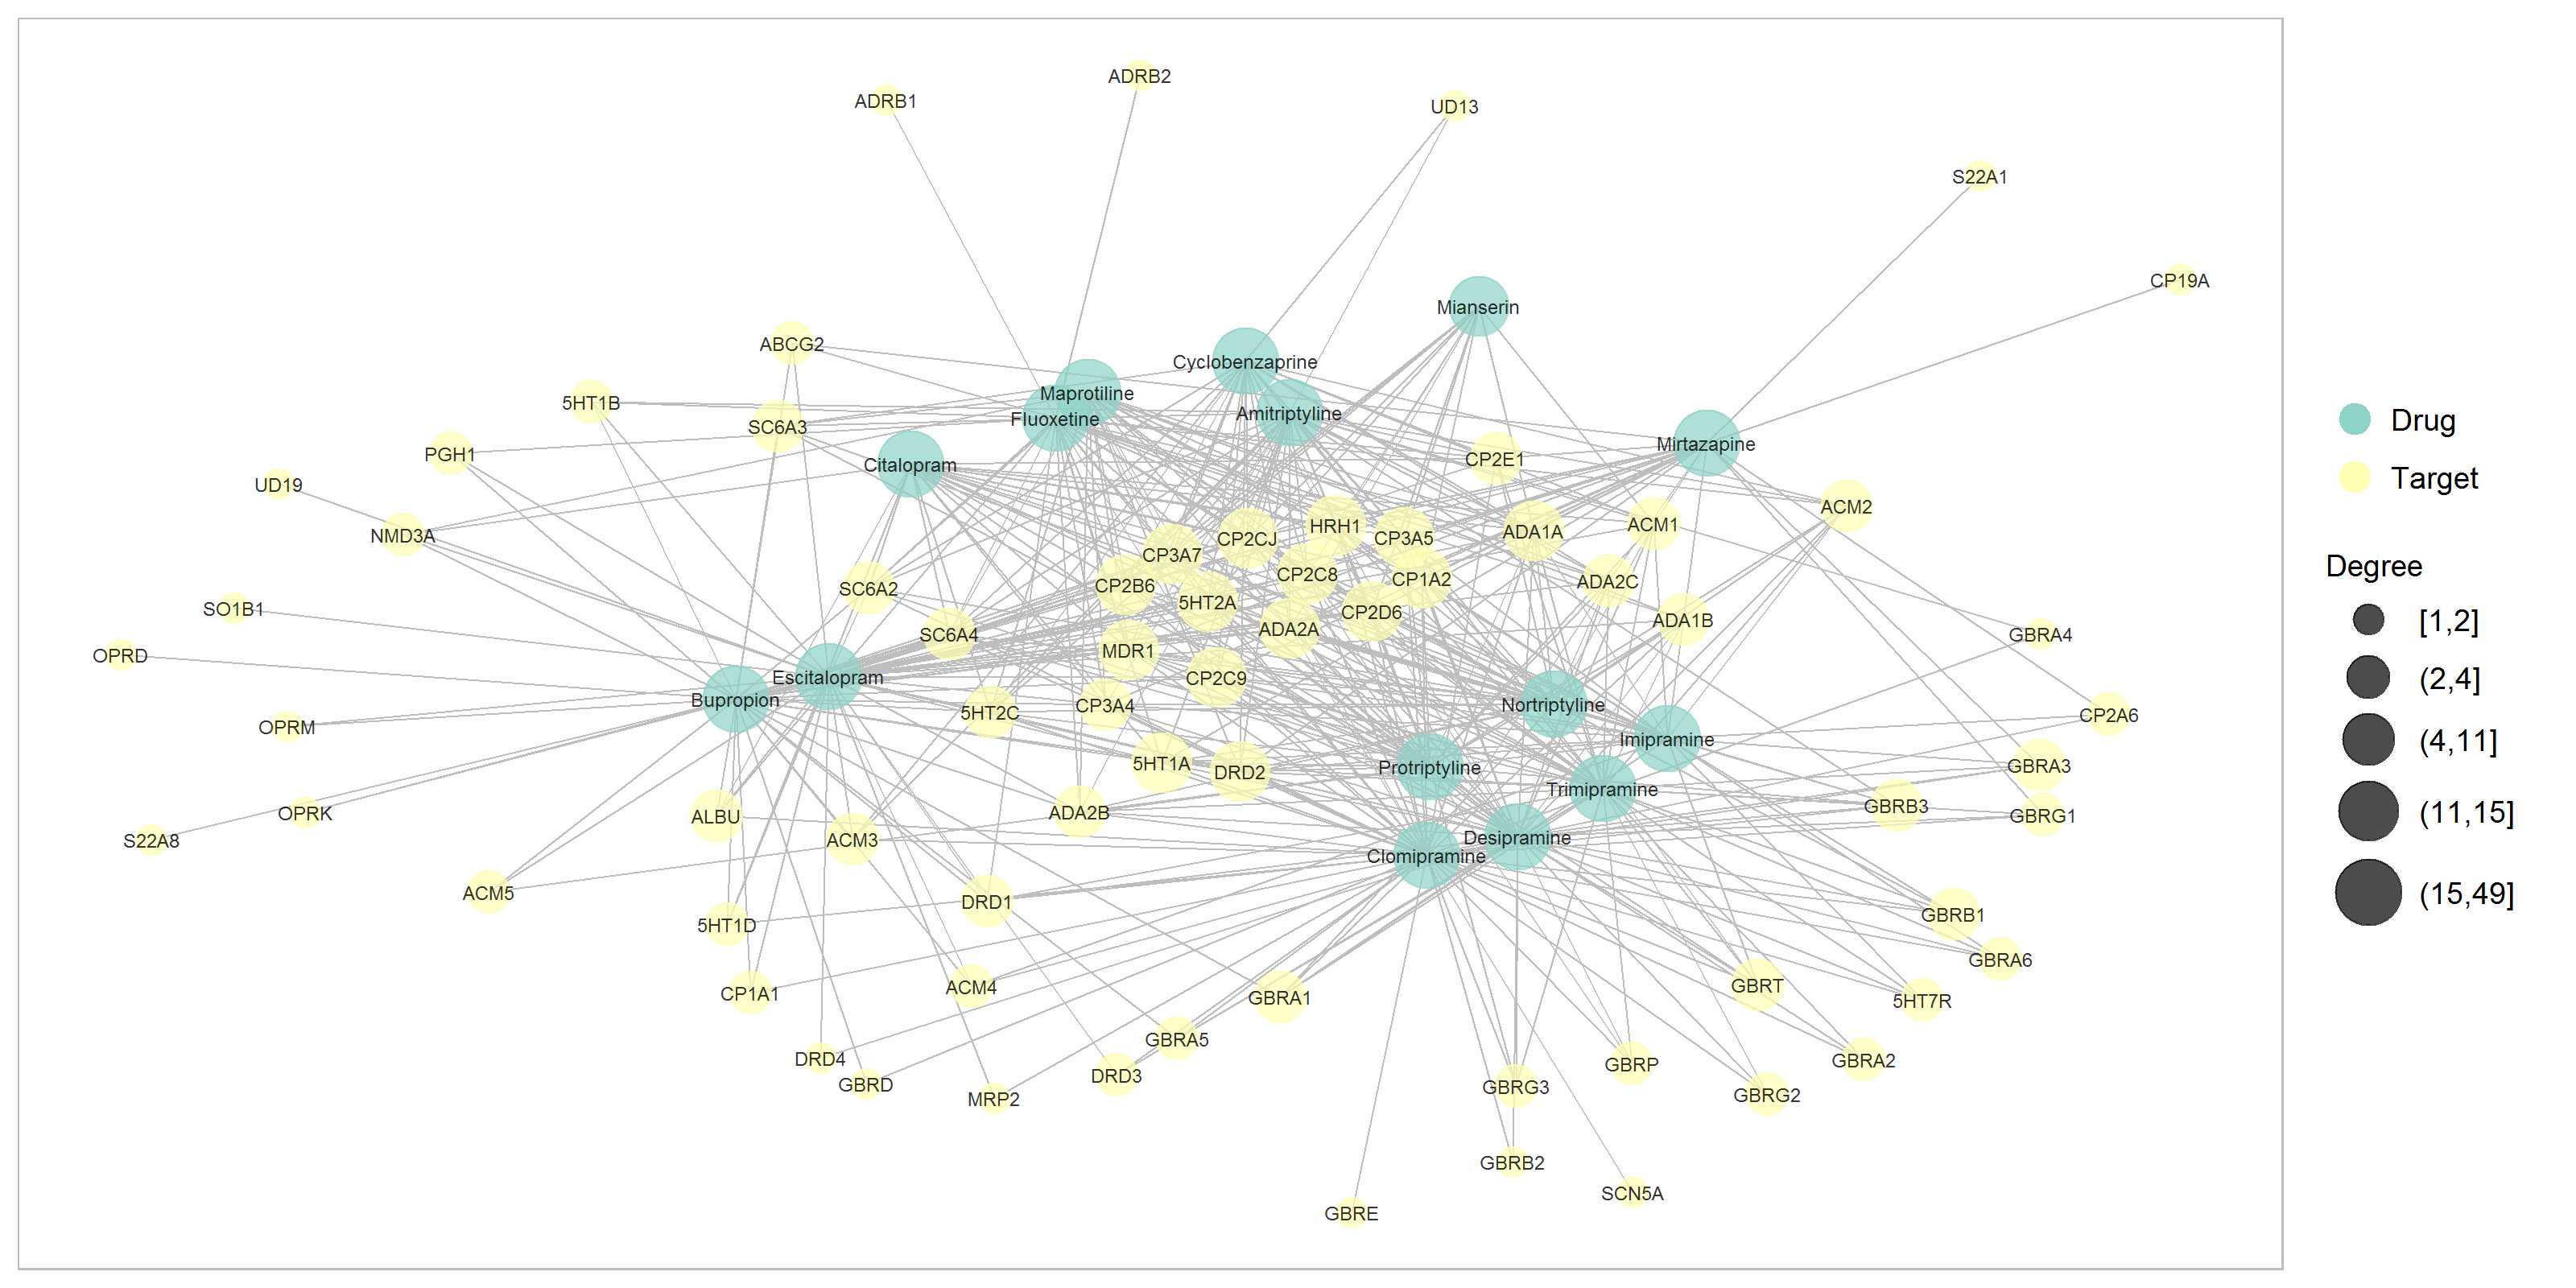 ADRB2
ADRB1
UD13
S22A1
CP19A
Mianserin
ABCG2
Cyclobenzaprine
Maprotiline
5HT1B
Amitriptyline
Fluoxetine
SC6A3
Mirtazapine
PGH1
CP2E1
Citalopram
UD19
ACM2
ACM1
HRH1
ADA1A
NMD3A
CP2CJ
CP3A5
CP3A7
CP2C8
CP1A2
ADA2C
CP2B6
SC6A2
5HT2A
SO1B1
CP2D6
ADA1B
ADA2A
SC6A4
GBRA4
MDR1
OPRD
Escitalopram
CP2C9
Bupropion
Nortriptyline
CP3A4
5HT2C
CP2A6
OPRM
Imipramine
5HT1A
GBRA3
Protriptyline
DRD2
Trimipramine
GBRB3
OPRK
ADA2B
GBRG1
ALBU
Desipramine
S22A8
ACM3
Clomipramine
ACM5
DRD1
GBRB1
5HT1D
GBRA6
GBRT
ACM4
CP1A1
GBRA1
5HT7R
GBRA5
DRD4
GBRA2
GBRP
DRD3
GBRD
GBRG3
GBRG2
MRP2
GBRB2
SCN5A
GBRE
Drug
Target
Degree
[1,2]
(2,4]
(4,11]
(11,15]
(15,49]